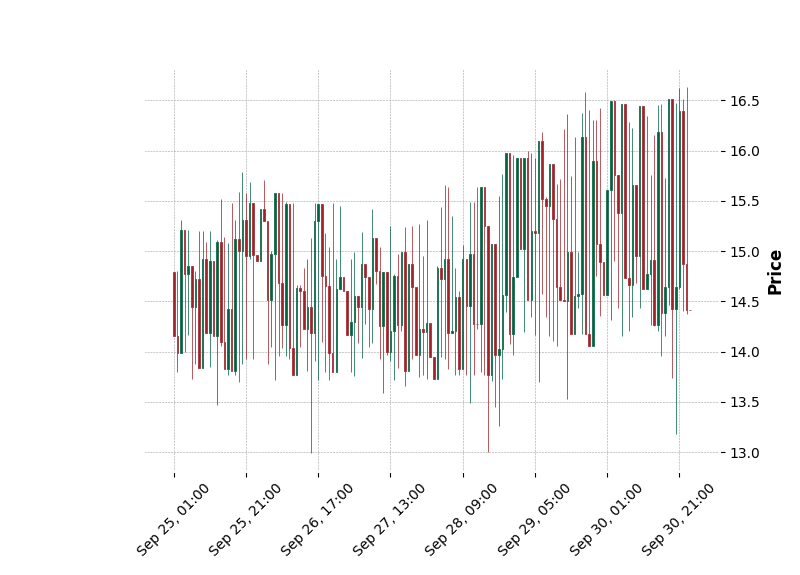 16.5
16.0
15.5
15.0
14.5
14.0
13.5
13.0
Price
Sep 25, 01:00
Sep 25, 21:00
Sep 26, 17:00
Sep 27, 13:00
Sep 28, 09:00
Sep 29, 05:00
Sep 30, 01:00
Sep 30, 21:00